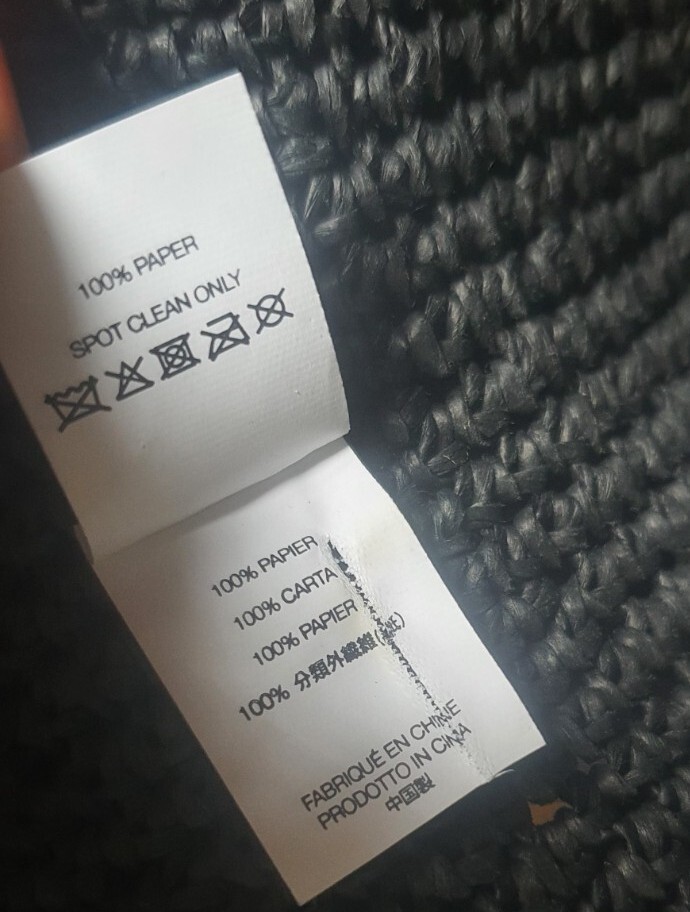 100% PAPER
SPOT CLEAN ONLY
100% PAPIER
100% CARTA
100% PAPIER
100% 分類外繊維(紙)
FABRIQUÉ EN CHINE
PRODOTTO IN CINA
中国製